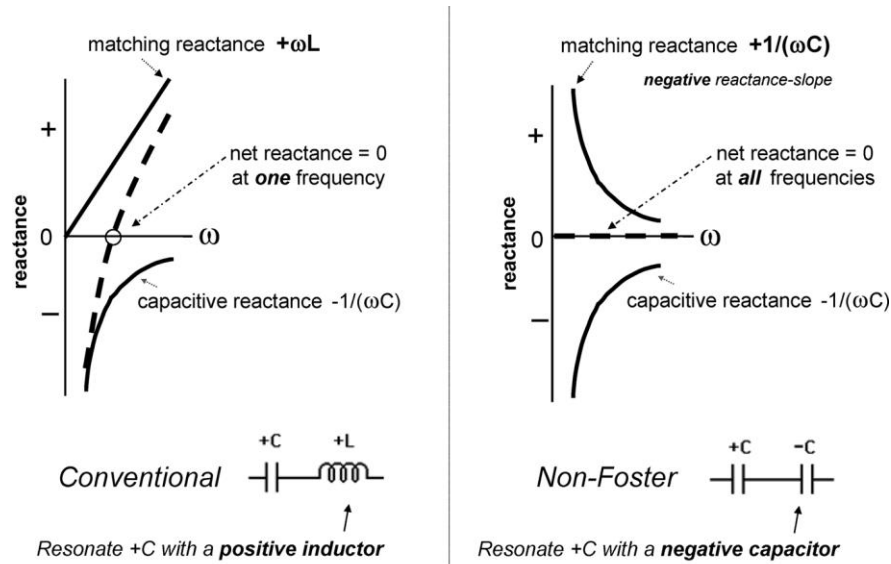 matching reactance +ωL
+
net reactance = 0
at one frequency
reactance
0
ω
−
capacitive reactance -1/(ωC)
+C
+L
Conventional
Resonate +C with a positive inductor
matching reactance +1/(ωC)
negative reactance-slope
+
net reactance = 0
at all frequencies
reactance
0
ω
−
capacitive reactance -1/(ωC)
+C
−C
Non-Foster
Resonate +C with a negative capacitor